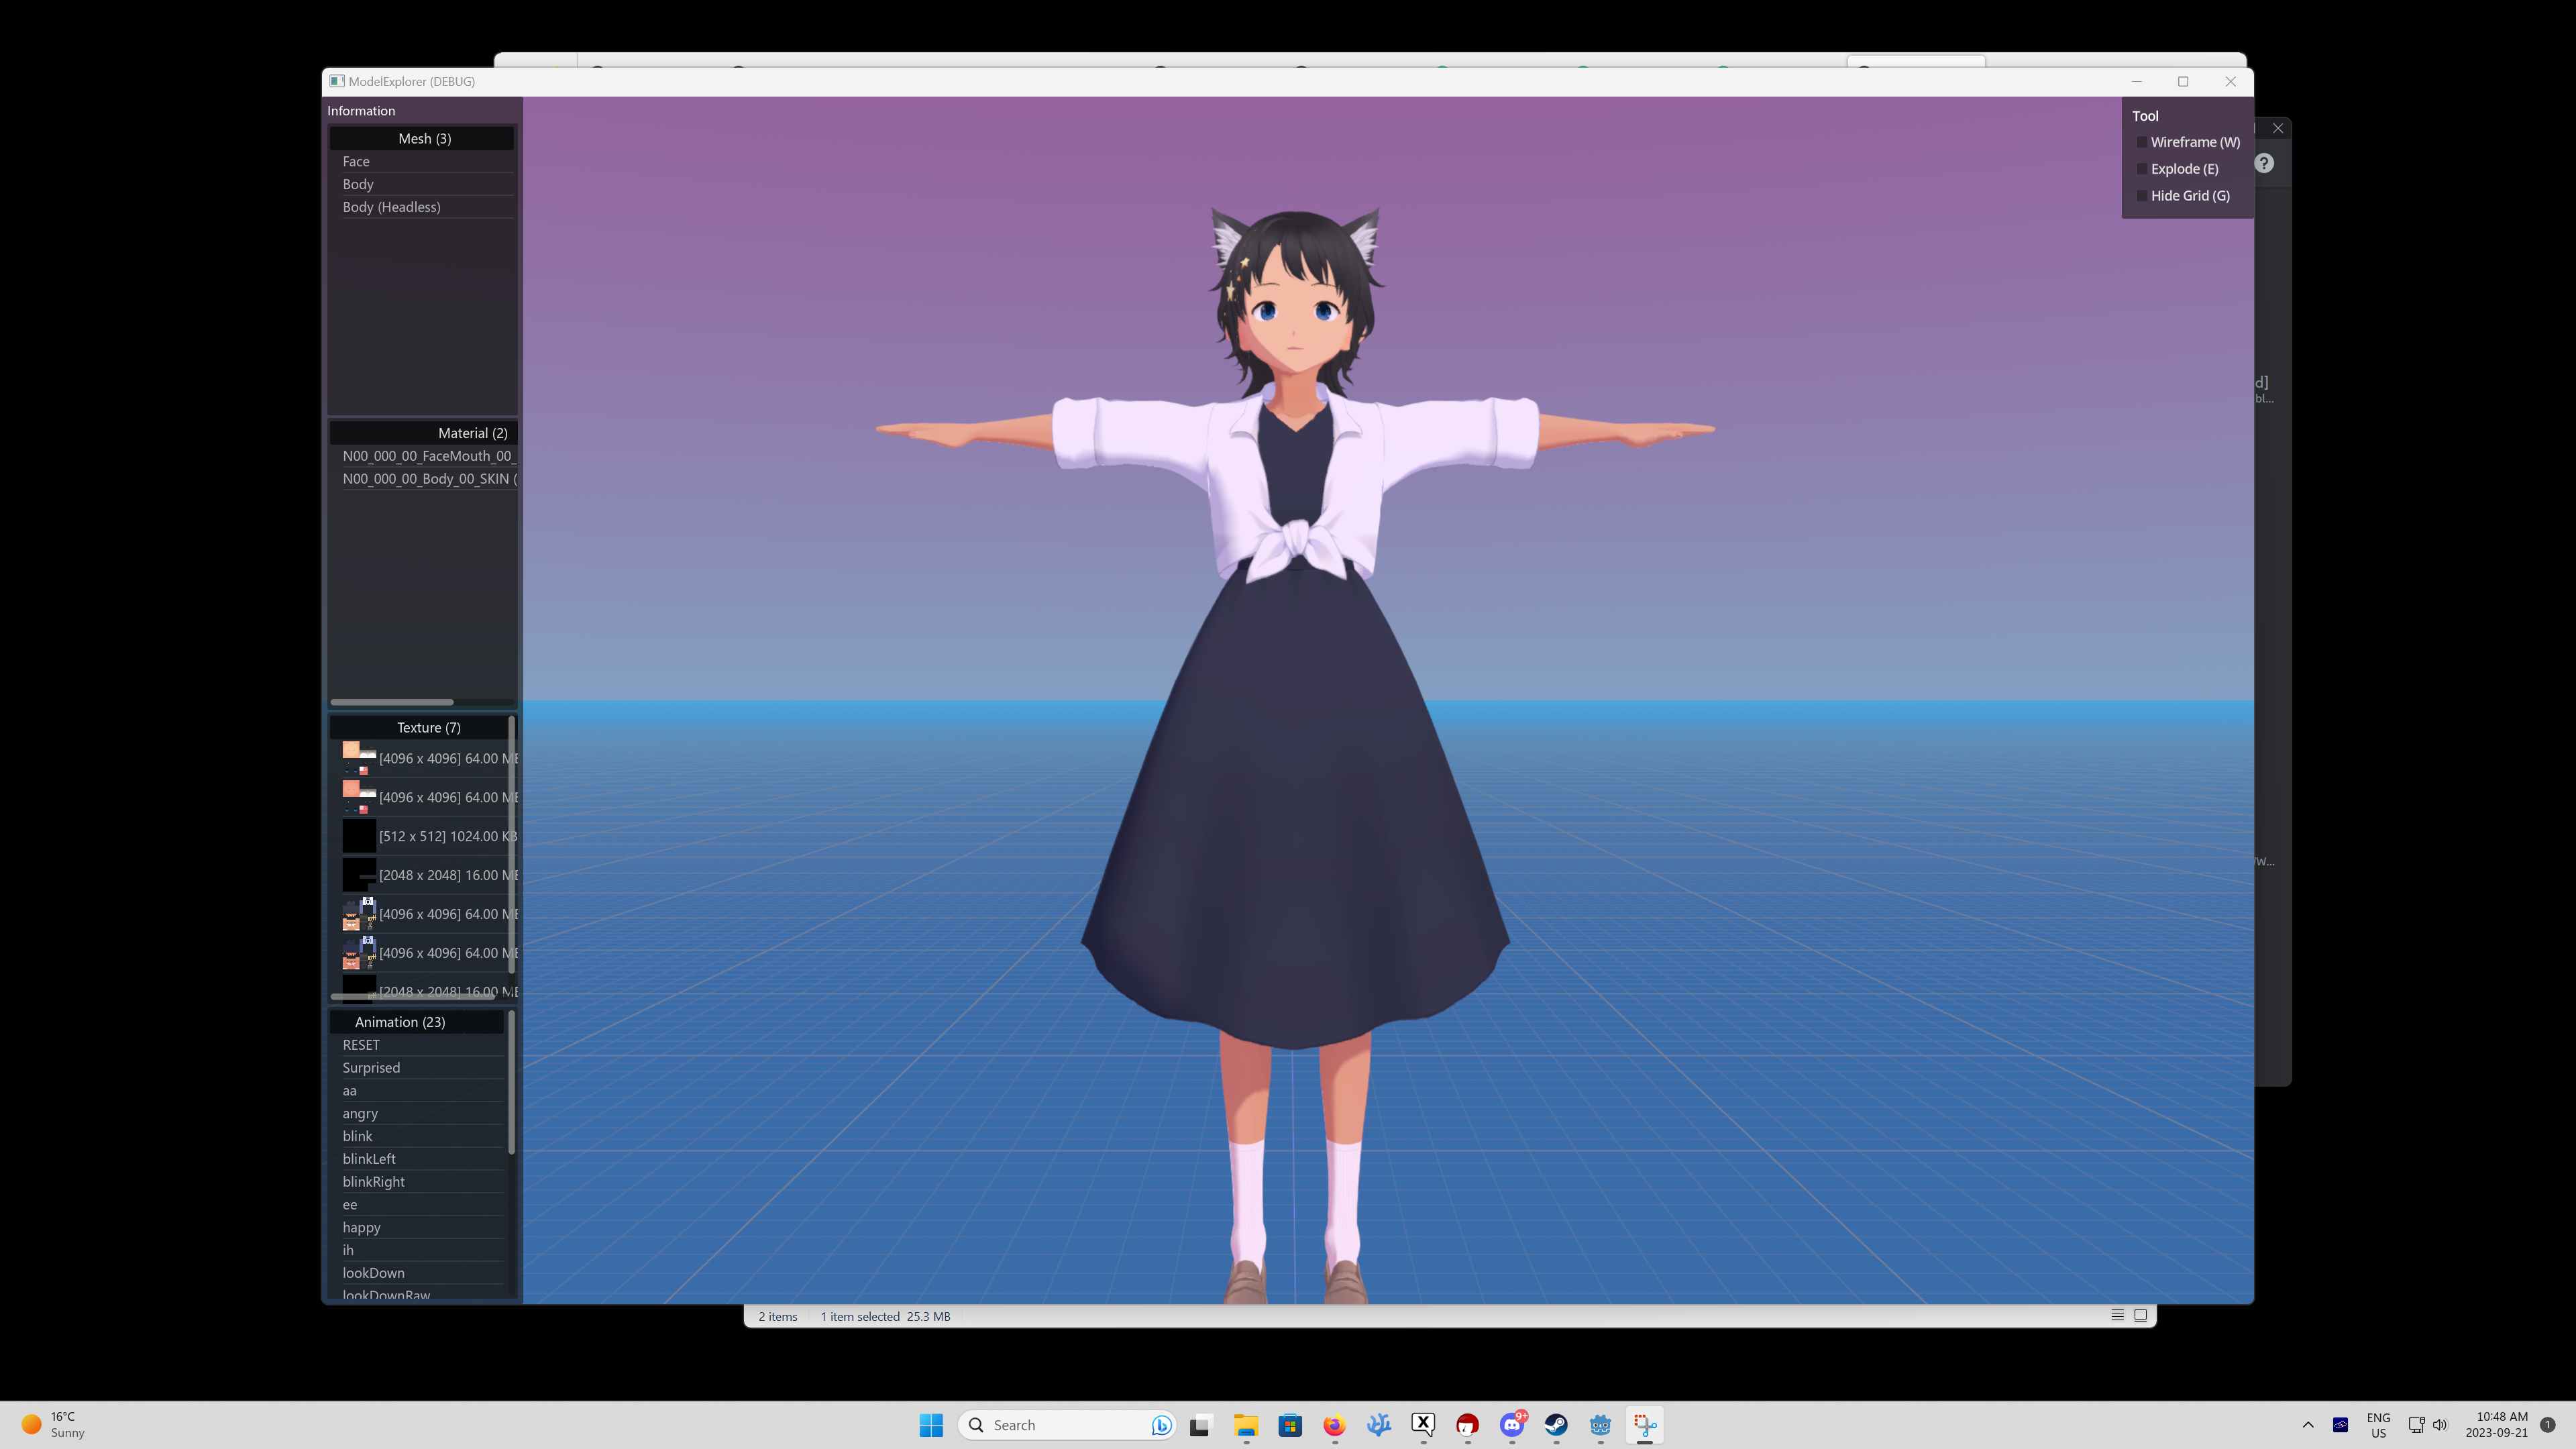 ModelExplorer (DEBUG)
Information
Mesh (3)
Face
Body
Body (Headless)
Material (2)
N00_000_00_FaceMouth_00_
N00_000_00_Body_00_SKIN (
Texture (7)
[4096 x 4096] 64.00 MB
[4096 x 4096] 64.00 MB
[512 x 512] 1024.00 KB
[2048 x 2048] 16.00 MB
[4096 x 4096] 64.00 MB
[4096 x 4096] 64.00 MB
[2048 x 2048] 16.00 MB
Animation (23)
RESET
Surprised
aa
angry
blink
blinkLeft
blinkRight
ee
happy
ih
lookDown
lookDownRaw
Tool
Wireframe (W)
Explode (E)
Hide Grid (G)
?
d]
bl...
2 items 1 item selected 25.3 MB
16°C
Sunny
Search
9+
ENG
US
10:48 AM
2023-09-21
1